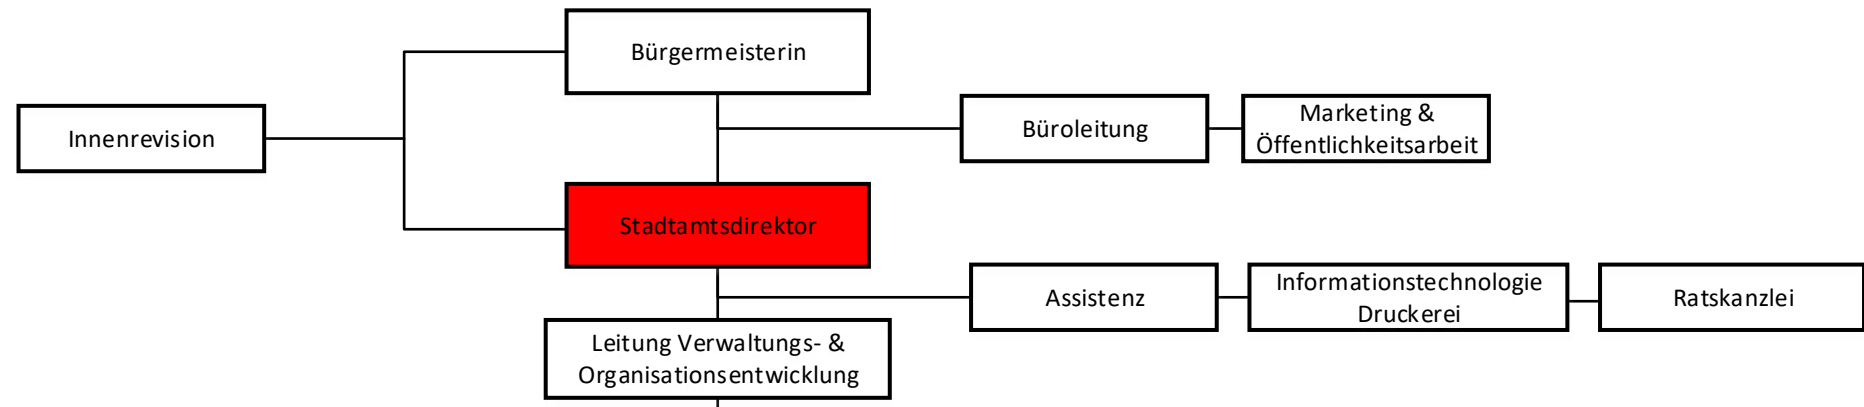 Bürgermeisterin
Innenrevision
Büroleitung
Marketing &
Öffentlichkeitsarbeit
Stadtamtsdirektor
Assistenz
Informationstechnologie
Druckerei
Ratskanzlei
Leitung Verwaltungs- &
Organisationsentwicklung